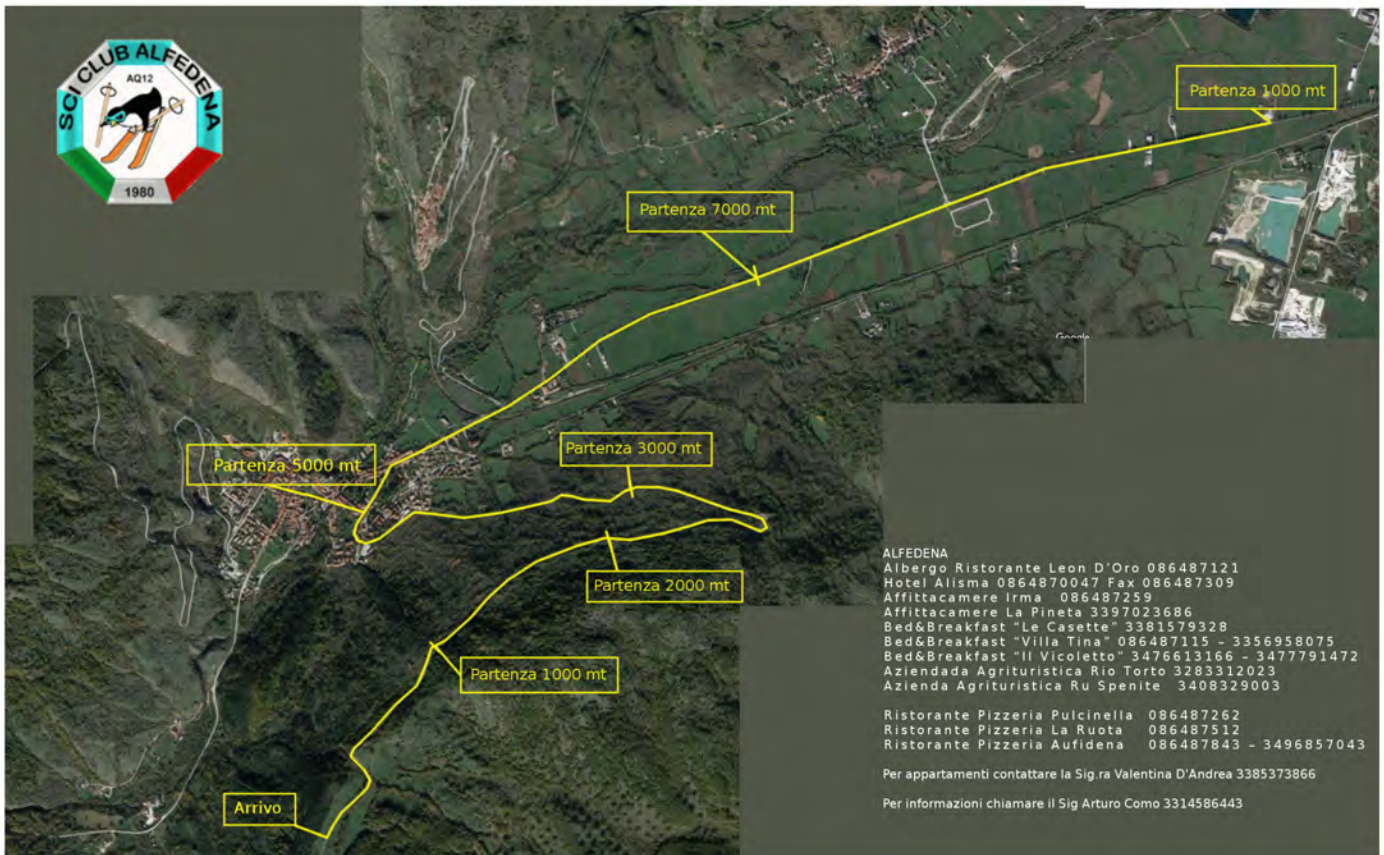 SCI CLUB ALFEDENA
AQ12
1980
Partenza 1000 mt
Partenza 7000 mt
Google
Partenza 3000 mt
Partenza 5000 mt
Partenza 2000 mt
Partenza 1000 mt
Arrivo
ALFEDENA
Albergo Ristorante Leon D'Oro 086487121
Hotel Alisma 0864870047 Fax 086487309
Affittacamere Irma 086487259
Affittacamere La Pineta 3397023686
Bed&Breakfast "Le Casette" 3381579328
Bed&Breakfast "Villa Tina" 086487115 - 3356958075
Bed&Breakfast "Il Vicoletto" 3476613166 - 3477791472
Aziendada Agrituristica Rio Torto 3283312023
Azienda Agrituristica Ru Spenite 3408329003
Ristorante Pizzeria Pulcinella 086487262
Ristorante Pizzeria La Ruota 086487512
Ristorante Pizzeria Aufidena 086487843 - 3496857043
Per appartamenti contattare la Sig.ra Valentina D'Andrea 3385373866
Per informazioni chiamare il Sig Arturo Como 3314586443